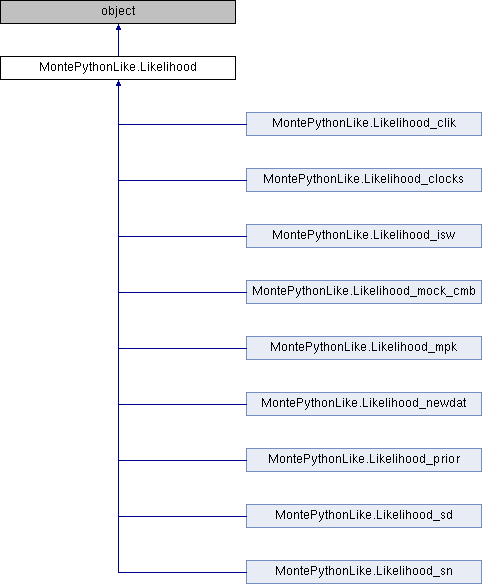 object
MontePythonLike.Likelihood
MontePythonLike.Likelihood_clik
MontePythonLike.Likelihood_clocks
MontePythonLike.Likelihood_isw
MontePythonLike.Likelihood_mock_cmb
MontePythonLike.Likelihood_mpk
MontePythonLike.Likelihood_newdat
MontePythonLike.Likelihood_prior
MontePythonLike.Likelihood_sd
MontePythonLike.Likelihood_sn